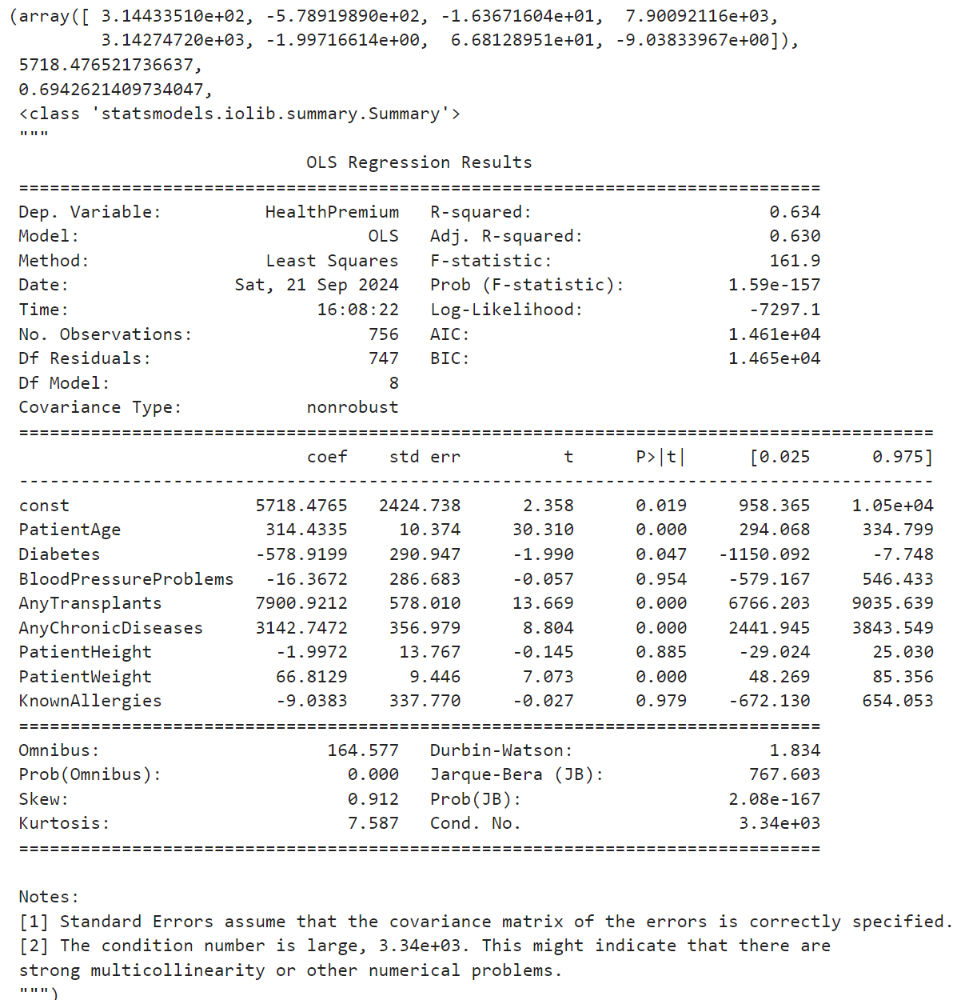 (array([ 3.14433510e+02, -5.78919890e+02, -1.63671604e+01,  7.90092116e+03,
        3.14274720e+03, -1.99716614e+00,  6.68128951e+01, -9.03833967e+00]),
5718.476521736637,
0.6942621409734047,
<class 'statsmodels.iolib.summary.Summary'>
"""
                            OLS Regression Results
==============================================================================
Dep. Variable:          HealthPremium   R-squared:                       0.634
Model:                            OLS   Adj. R-squared:                  0.630
Method:                 Least Squares   F-statistic:                     161.9
Date:                Sat, 21 Sep 2024   Prob (F-statistic):          1.59e-157
Time:                        16:08:22   Log-Likelihood:                -7297.1
No. Observations:                 756   AIC:                         1.461e+04
Df Residuals:                     747   BIC:                         1.465e+04
Df Model:                           8
Covariance Type:            nonrobust
=========================================================================================
                            coef    std err          t      P>|t|      [0.025      0.975]
-----------------------------------------------------------------------------------------
const                  5718.4765   2424.738      2.358      0.019     958.365    1.05e+04
PatientAge              314.4335     10.374     30.310      0.000     294.068     334.799
Diabetes               -578.9199    290.947     -1.990      0.047   -1150.092      -7.748
BloodPressureProblems   -16.3672    286.683     -0.057      0.954    -579.167     546.433
AnyTransplants         7900.9212    578.010     13.669      0.000    6766.203    9035.639
AnyChronicDiseases     3142.7472    356.979      8.804      0.000    2441.945    3843.549
PatientHeight            -1.9972     13.767     -0.145      0.885     -29.024      25.030
PatientWeight            66.8129      9.446      7.073      0.000      48.269      85.356
KnownAllergies           -9.0383    337.770     -0.027      0.979    -672.130     654.053
==============================================================================
Omnibus:                      164.577   Durbin-Watson:                   1.834
Prob(Omnibus):                  0.000   Jarque-Bera (JB):              767.603
Skew:                           0.912   Prob(JB):                    2.08e-167
Kurtosis:                       7.587   Cond. No.                     3.34e+03
==============================================================================
Notes:
[1] Standard Errors assume that the covariance matrix of the errors is correctly specified.
[2] The condition number is large, 3.34e+03. This might indicate that there are
strong multicollinearity or other numerical problems.
""")